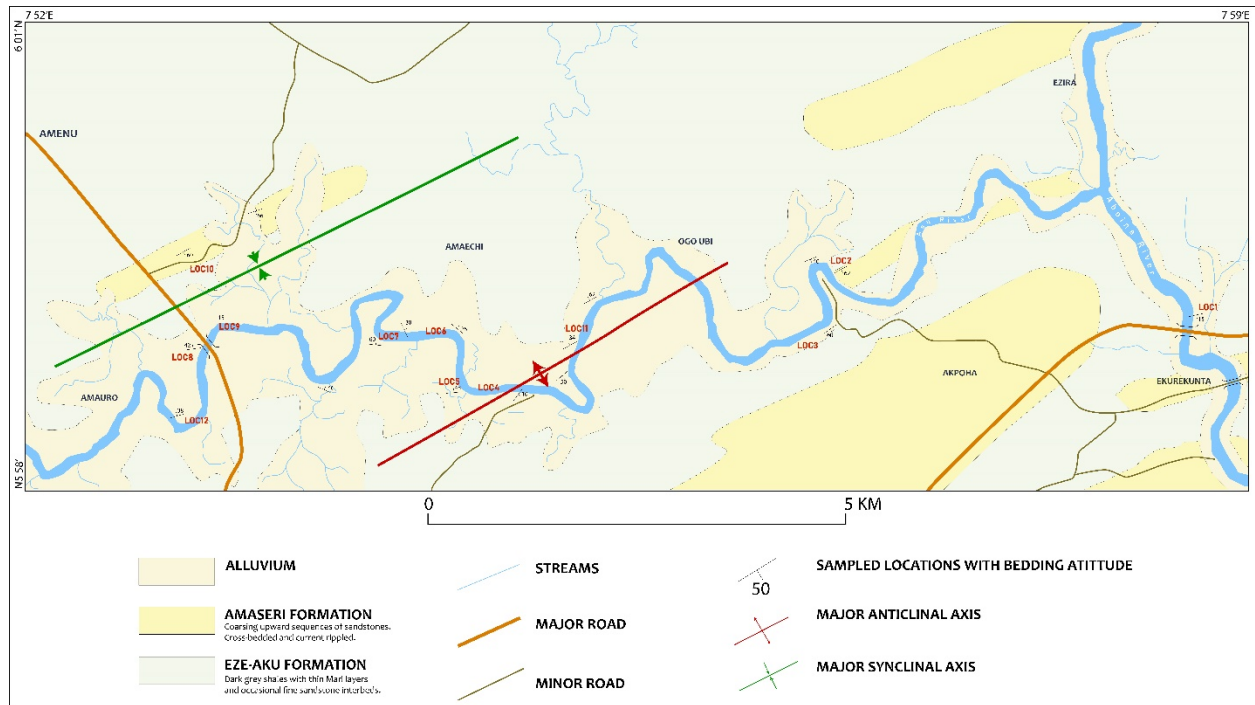 7 52'E
7 59'E
6 01'N
EZIRA
AMENU
Asu River
Aboina River
AMAECHI
OGO UBI
LOC10
LOC2
LOC1
LOC9
LOC7
LOC6
LOC11
LOC3
LOC8
AKPOHA
LOC5
LOC4
EKUREKUNTA
AMAURO
LOC12
N5 58'
0
5 KM
ALLUVIUM
AMASERI FORMATION
Coarsing upward sequences of sandstones.
Cross-bedded and current rippled.
EZE-AKU FORMATION
Dark grey shales with thin Marl layers
and occasional fine sandstone interbeds.
STREAMS
MAJOR ROAD
MINOR ROAD
50
SAMPLED LOCATIONS WITH BEDDING ATITTUDE
MAJOR ANTICLINAL AXIS
MAJOR SYNCLINAL AXIS